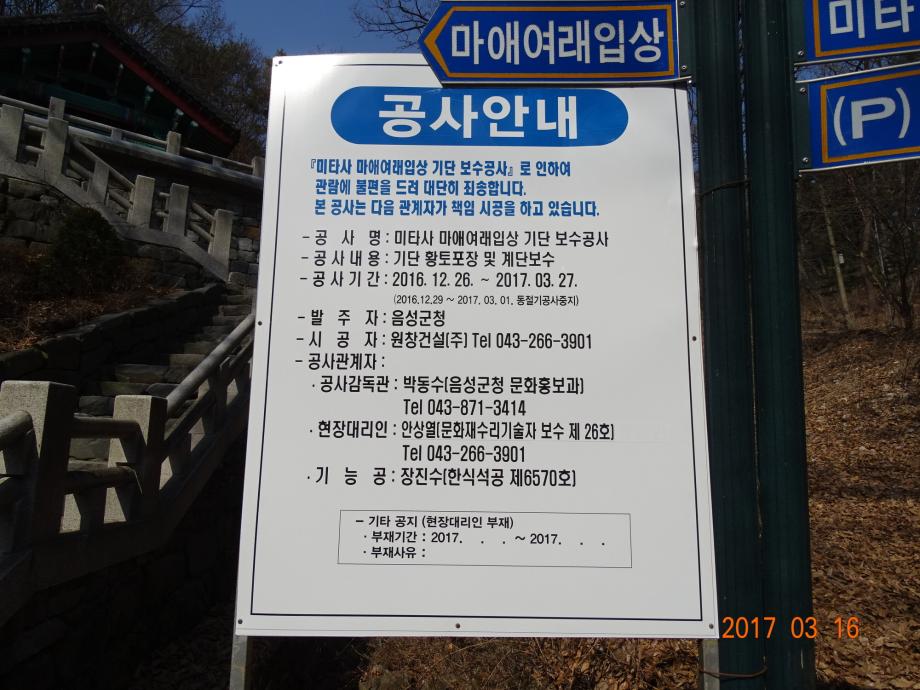 마애여래입상
미타
(P)
공사안내
『미타사 마애여래입상 기단 보수공사』로 인하여
관람에 불편을 드려 대단히 죄송합니다.
본 공사는 다음 관계자가 책임 시공을 하고 있습니다.
- 공 사 명 : 미타사 마애여래입상 기단 보수공사
- 공사내용 : 기단 황토포장 및 계단보수
- 공사기간 : 2016. 12. 26. ~ 2017. 03. 27.
(2016.12.29 ~ 2017. 03. 01. 동절기공사중지)
- 발 주 자 : 음성군청
- 시 공 자 : 원창건설(주) Tel 043-266-3901
- 공사관계자 :
· 공사감독관 : 박동수(음성군청 문화홍보과)
Tel 043-871-3414
· 현장대리인 : 안상열(문화재수리기술자 보수 제 26호)
Tel 043-266-3901
· 기 능 공 : 장진수(한식석공 제6570호)
- 기타 공지 (현장대리인 부재)
· 부재기간 : 2017. . . ~ 2017. . .
· 부재사유 :
2017 03 16